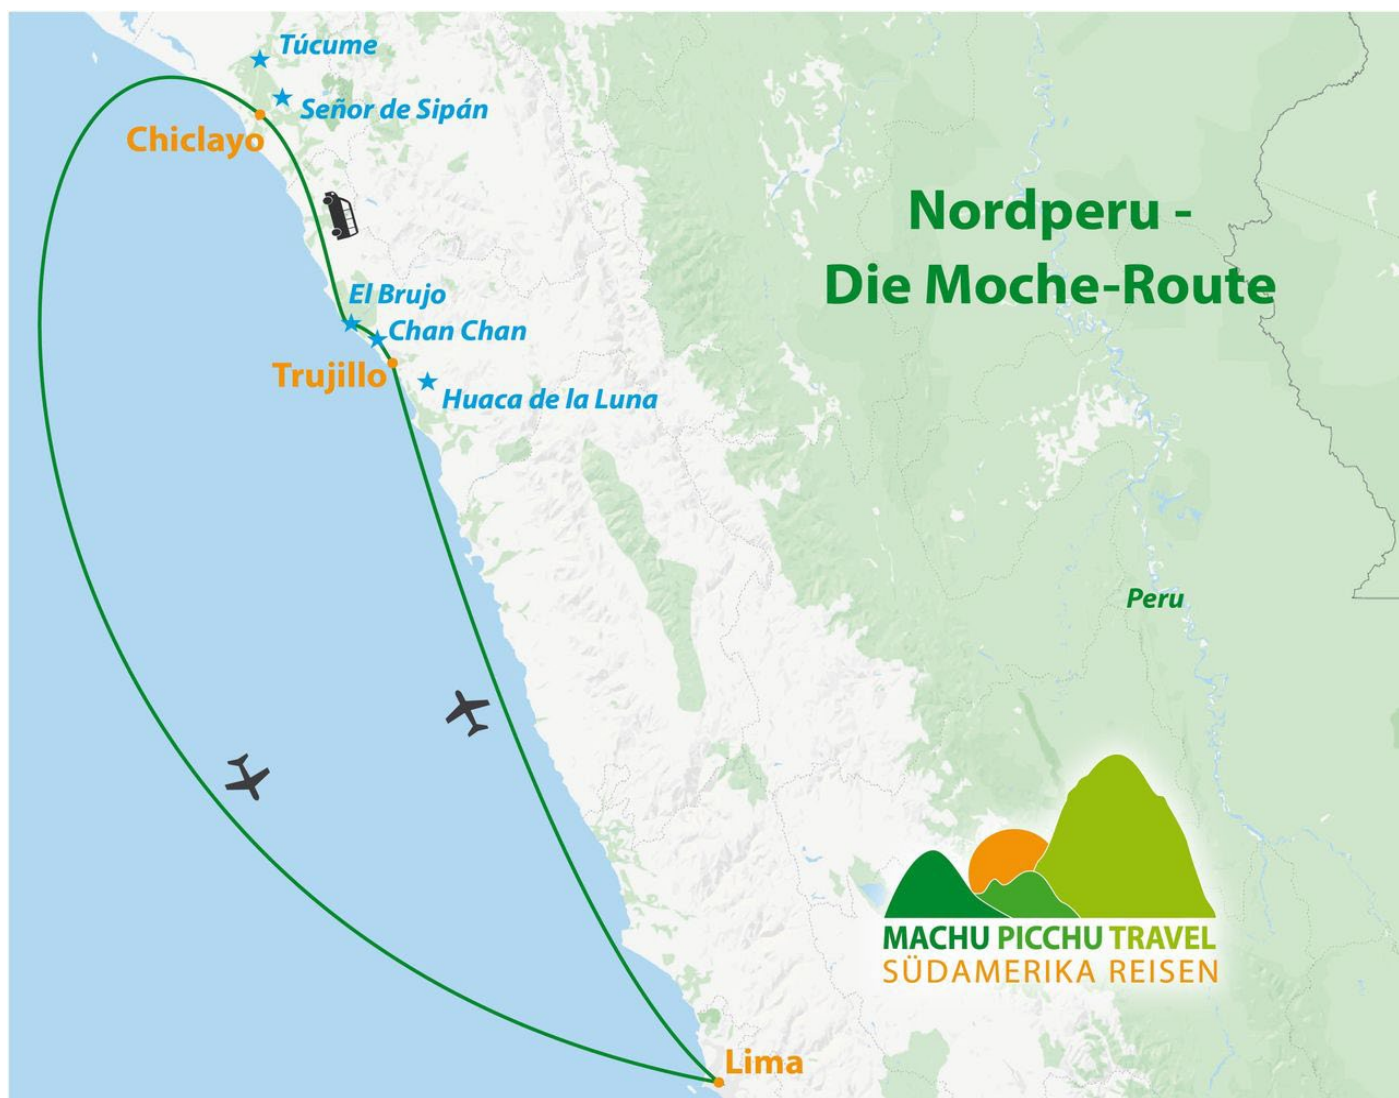 Túcume
Señor de Sipán
Chiclayo
Nordperu -
Die Moche-Route
El Brujo
Chan Chan
Trujillo
Huaca de la Luna
Peru
MACHU PICCHU TRAVEL
SÜDAMERIKA REISEN
Lima